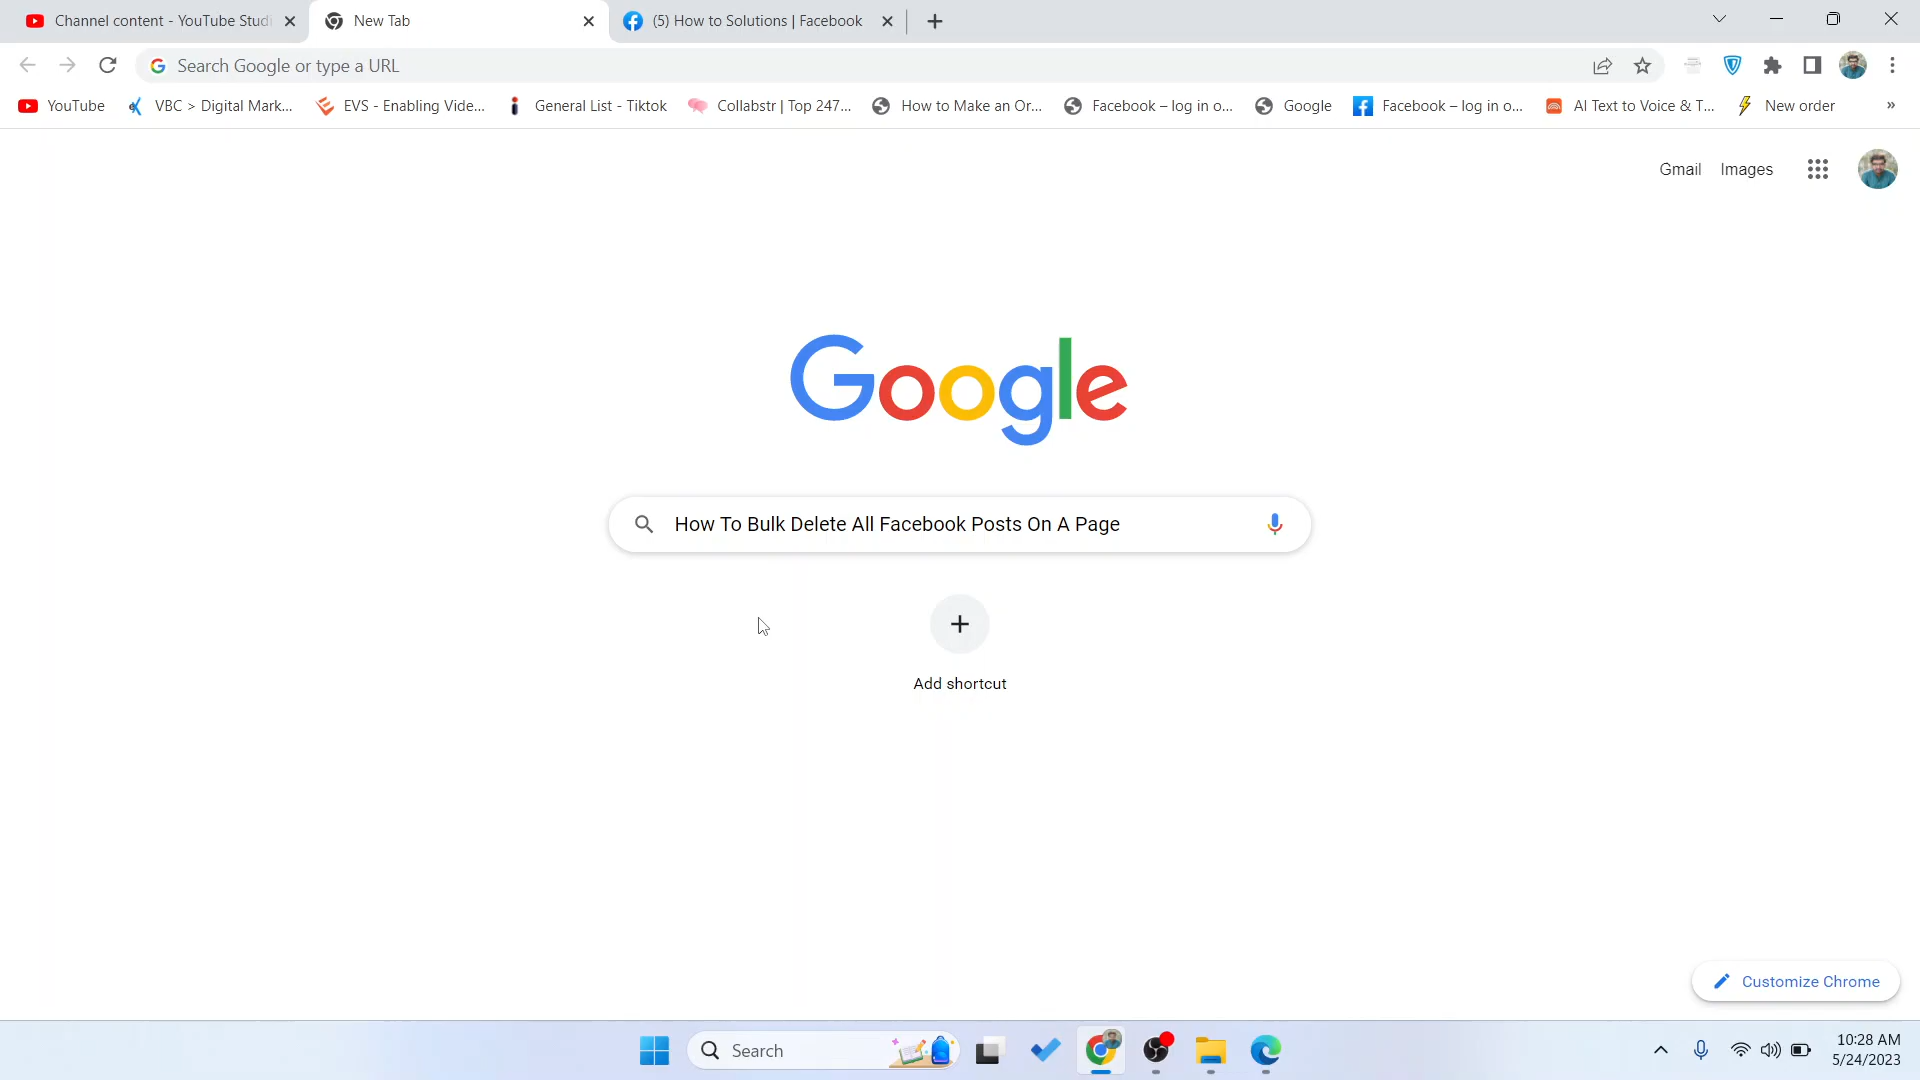 Channel content - YouTube Studi
New Tab
(5) How to Solutions | Facebook
Search Google or type a URL
YouTube
VBC > Digital Mark...
EVS - Enabling Vide...
General List - Tiktok
Collabstr | Top 247...
How to Make an Or...
Facebook – log in o...
Google
Facebook – log in o...
AI Text to Voice & T...
New order
»
Gmail
Images
Google
How To Bulk Delete All Facebook Posts On A Page
Add shortcut
Customize Chrome
Search
10:28 AM
5/24/2023